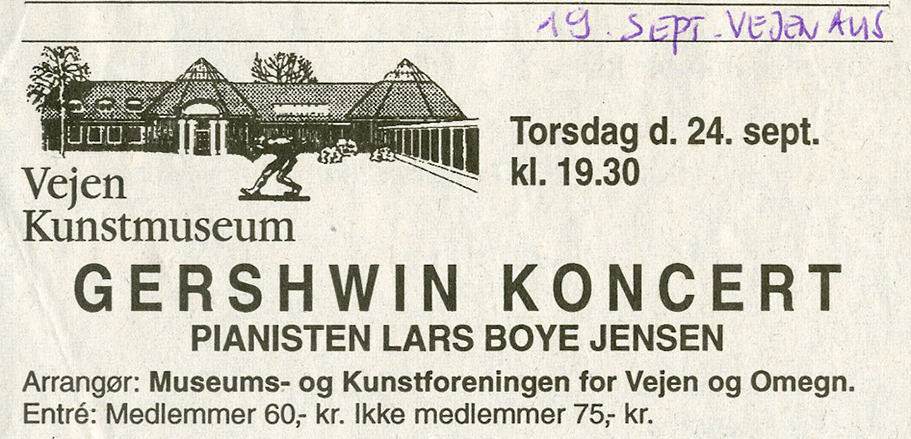 19. SEPT. VEJEN AVIS
Torsdag d. 24. sept.
kl. 19.30
Vejen
Kunstmuseum
GERSHWIN KONCERT
PIANISTEN LARS BOYE JENSEN
Arrangør: Museums- og Kunstforeningen for Vejen og Omegn.
Entré: Medlemmer 60,- kr. Ikke medlemmer 75,- kr.